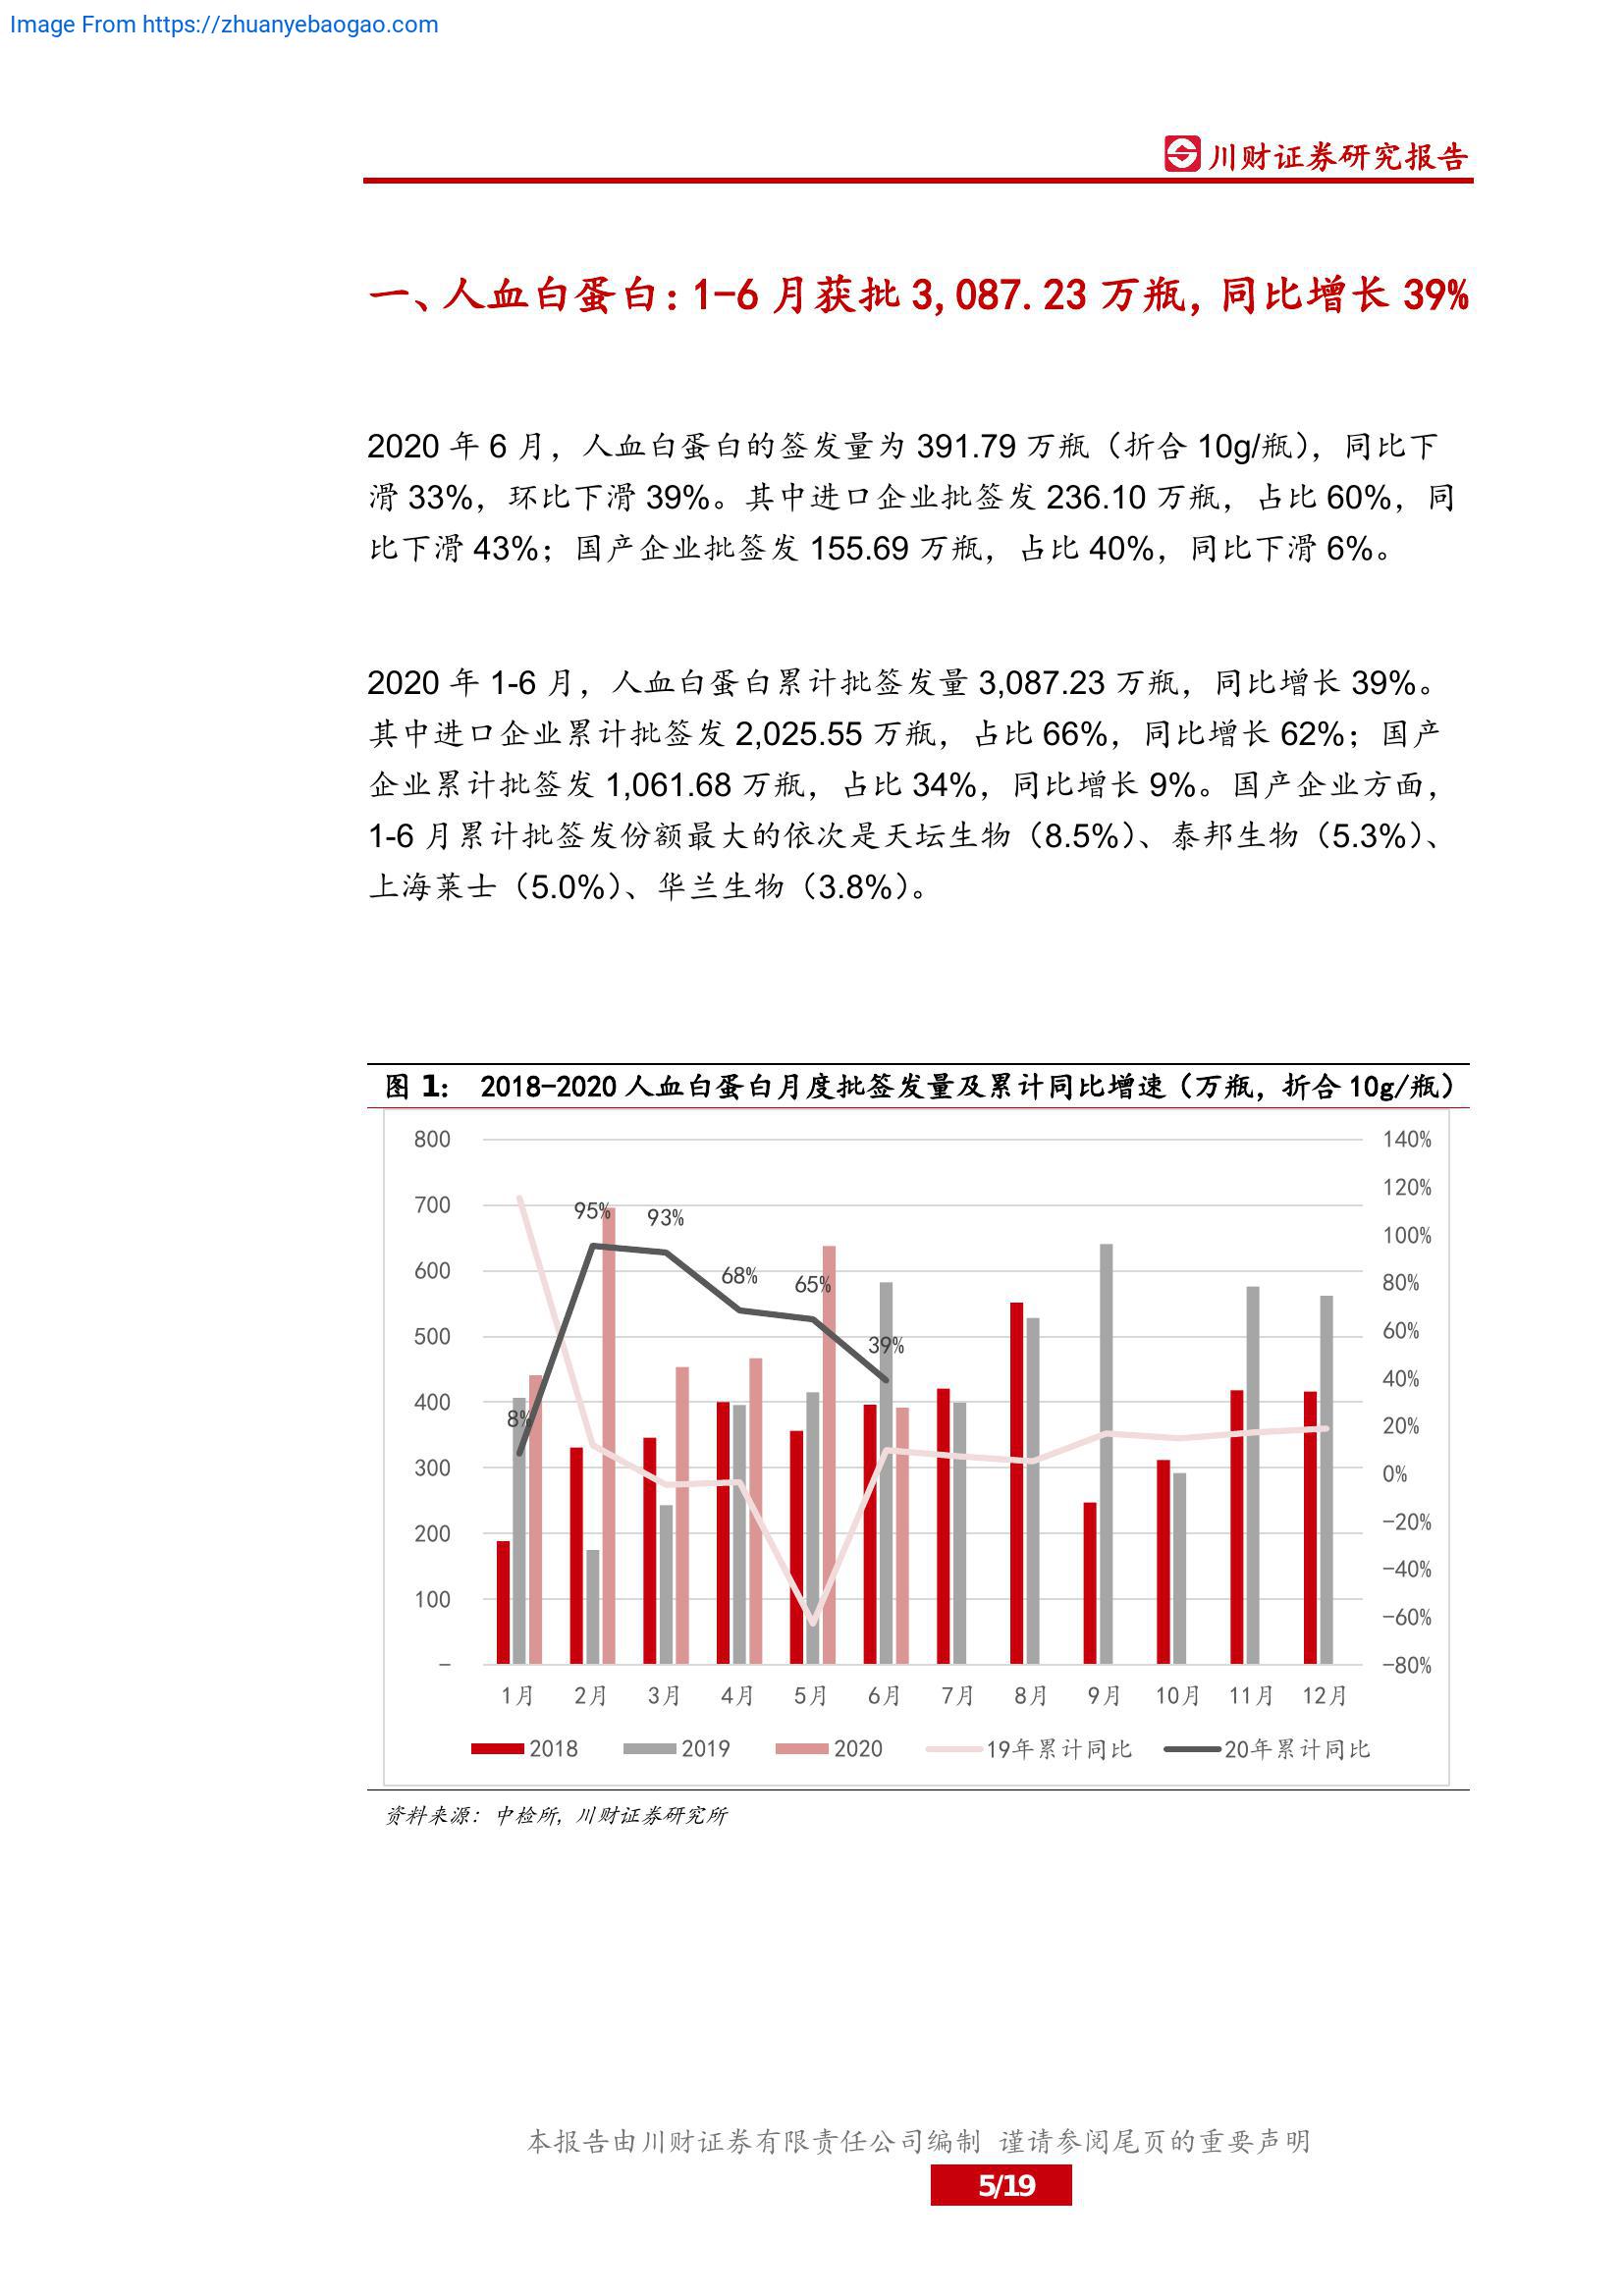 Image From https://zhuanyebaogao.com
川财证券研究报告
一、人血白蛋白：1-6 月获批 3,087.23 万瓶，同比增长 39%
2020 年 6 月，人血白蛋白的签发量为 391.79 万瓶（折合 10g/瓶），同比下
滑 33%，环比下滑 39%。其中进口企业批签发 236.10 万瓶，占比 60%，同
比下滑 43%；国产企业批签发 155.69 万瓶，占比 40%，同比下滑 6%。
2020 年 1-6 月，人血白蛋白累计批签发量 3,087.23 万瓶，同比增长 39%。
其中进口企业累计批签发 2,025.55 万瓶，占比 66%，同比增长 62%；国产
企业累计批签发 1,061.68 万瓶，占比 34%，同比增长 9%。国产企业方面，
1-6 月累计批签发份额最大的依次是天坛生物（8.5%）、泰邦生物（5.3%）、
上海莱士（5.0%）、华兰生物（3.8%）。
图 1： 2018-2020 人血白蛋白月度批签发量及累计同比增速（万瓶，折合 10g/瓶）
800
700
600
500
400
300
200
100
-
140%
120%
100%
80%
60%
40%
20%
0%
-20%
-40%
-60%
-80%
8%
95%
93%
68%
65%
39%
1月 2月 3月 4月 5月 6月 7月 8月 9月 10月 11月 12月
2018 2019 2020 19年累计同比 20年累计同比
资料来源：中检所，川财证券研究所
本报告由川财证券有限责任公司编制 谨请参阅尾页的重要声明
5/19